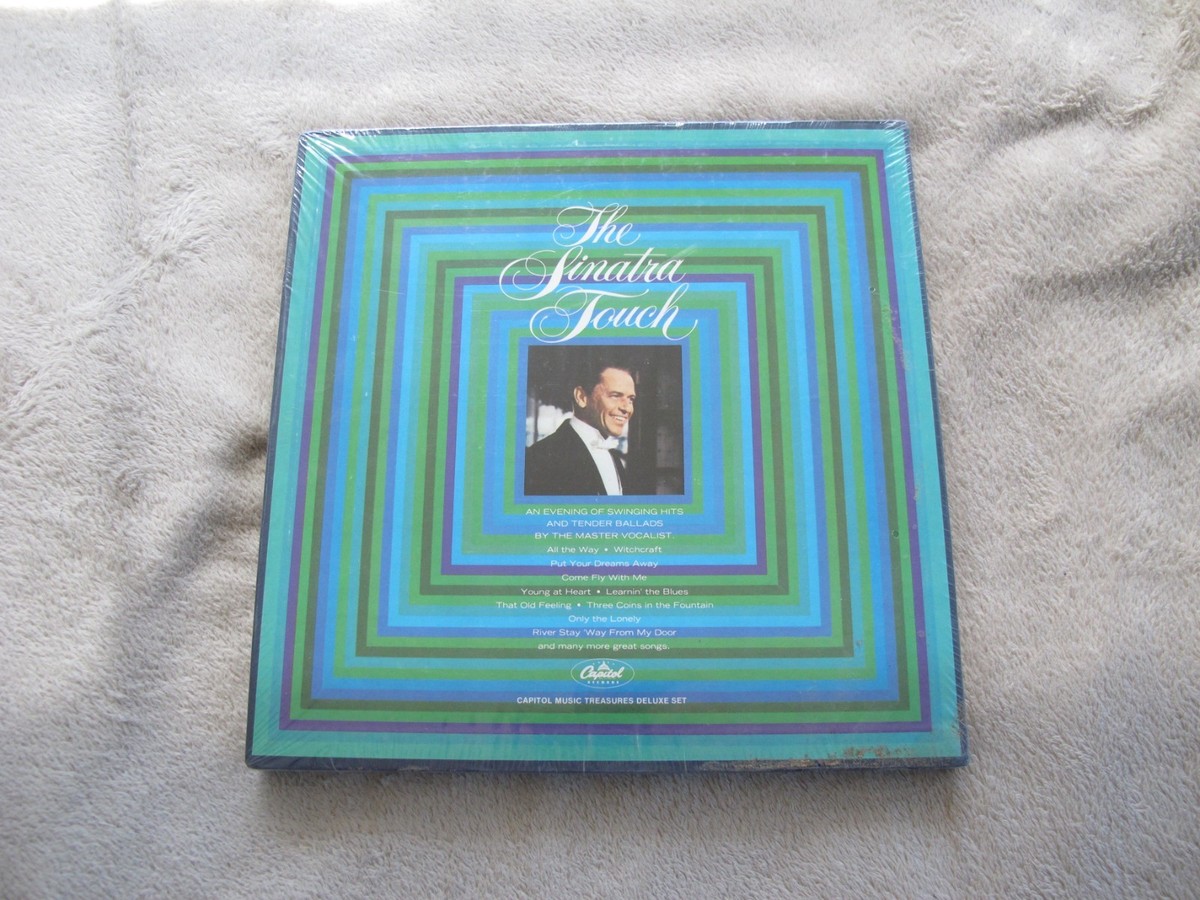 The
Sinatra
Touch
AN EVENING OF SWINGING HITS
AND TENDER BALLADS
BY THE MASTER VOCALIST.
All the Way • Witchcraft
Put Your Dreams Away
Come Fly With Me
Young at Heart • Learnin' the Blues
That Old Feeling • Three Coins in the Fountain
Only the Lonely
River Stay 'Way From My Door
and many more great songs.
Capitol
RECORDS
CAPITOL MUSIC TREASURES DELUXE SET